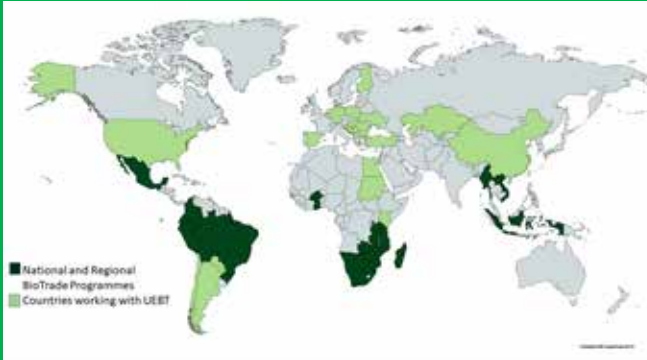 National and Regional
BioTrade Programmes
Countries working with UEBT